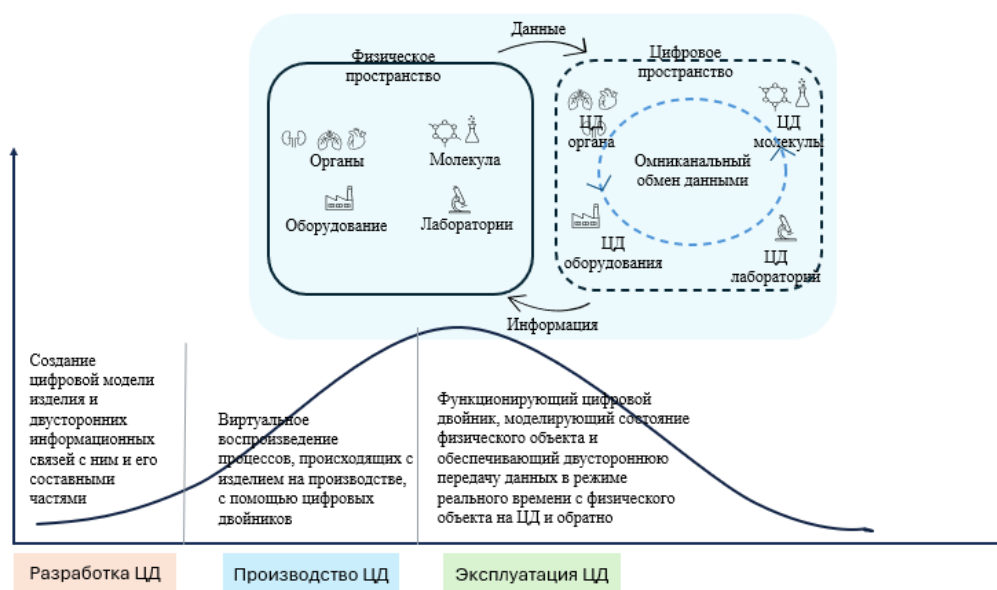 Данные
Физическое
пространство
Цифровое
пространство
Органы
Молекула
Оборудование
Лаборатории
ЦД
органа
ЦД
молекулы
Омниканальный
обмен данными
ЦД
оборудования
ЦД
лабораторий
Информация
Создание
цифровой модели
изделия и
двусторонних
информационных
связей с ним и его
составными
частями
Виртуальное
воспроизведение
процессов, происходящих с
изделием на производстве,
с помощью цифровых
двойников
Функционирующий цифровой
двойник, моделирующий состояние
физического объекта и
обеспечивающий двустороннюю
передачу данных в режиме
реального времени с физического
объекта на ЦД и обратно
Разработка ЦД
Производство ЦД
Эксплуатация ЦД